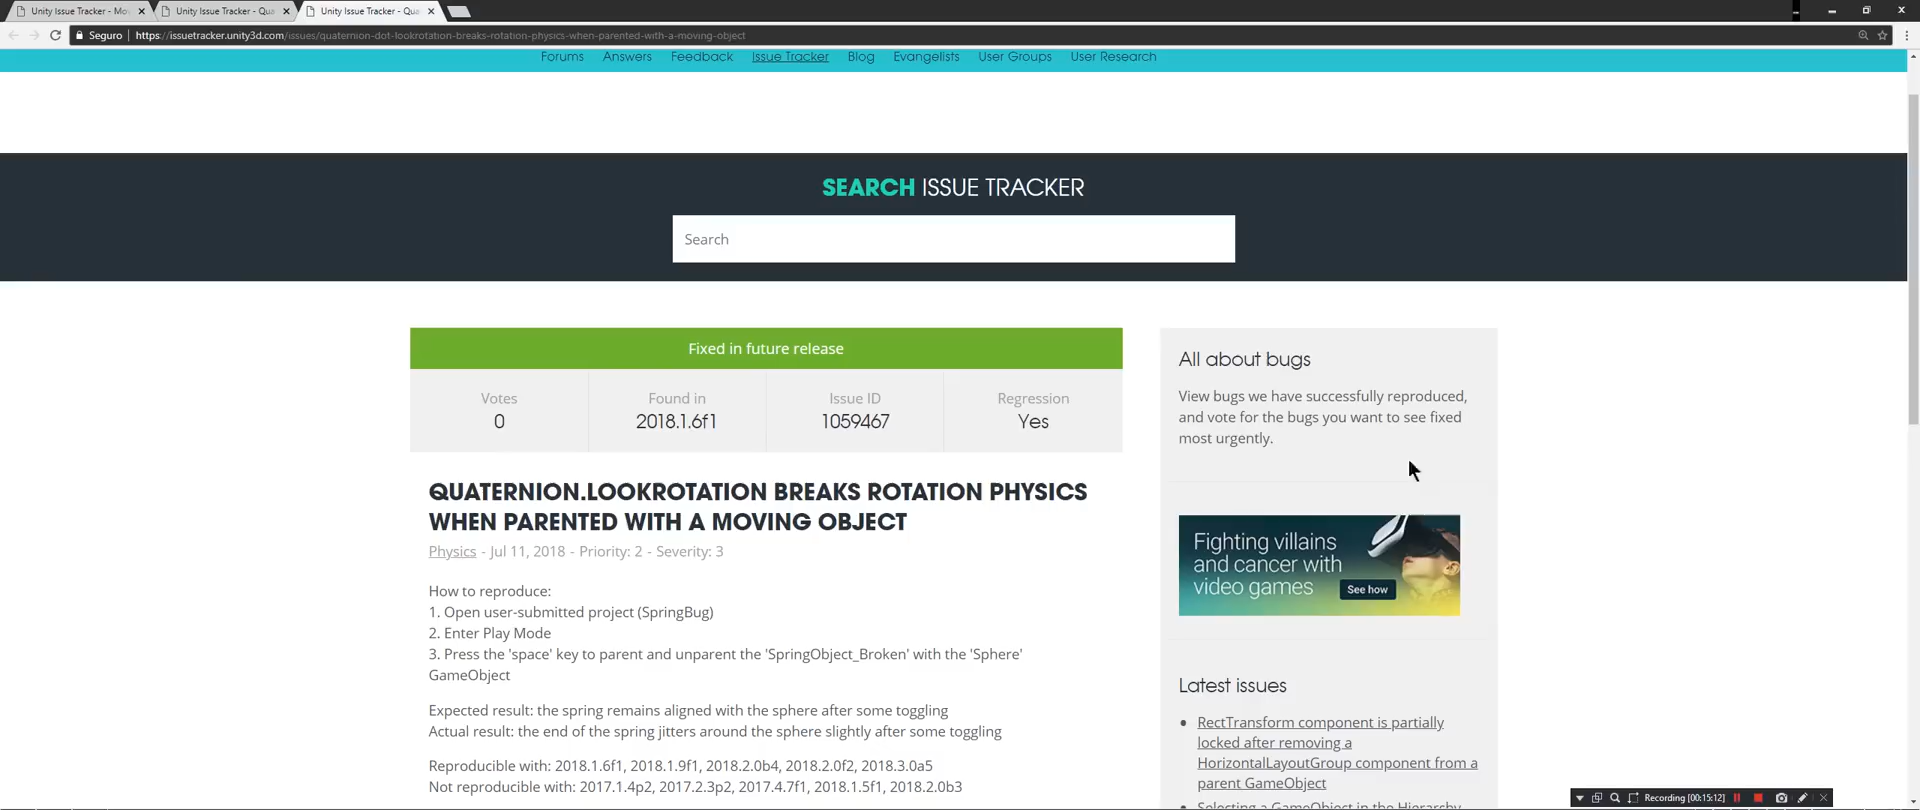 Unity Issue Tracker - Mo
Unity Issue Tracker - Qua
Unity Issue Tracker - Qua
Seguro
https://issuetracker.unity3d.com/issues/quaternion-dot-lookrotation-breaks-rotation-physics-when-parented-with-a-moving-object
Forums Answers Feedback Issue Tracker Blog Evangelists User Groups User Research
SEARCH ISSUE TRACKER
Search
Fixed in future release
Votes Found in Issue ID Regression
0 2018.1.6f1 1059467 Yes
QUATERNION.LOOKROTATION BREAKS ROTATION PHYSICS
WHEN PARENTED WITH A MOVING OBJECT
Physics - Jul 11, 2018 - Priority: 2 - Severity: 3
How to reproduce:
1. Open user-submitted project (SpringBug)
2. Enter Play Mode
3. Press the 'space' key to parent and unparent the 'SpringObject_Broken' with the 'Sphere'
GameObject
Expected result: the spring remains aligned with the sphere after some toggling
Actual result: the end of the spring jitters around the sphere slightly after some toggling
Reproducible with: 2018.1.6f1, 2018.1.9f1, 2018.2.0b4, 2018.2.0f2, 2018.3.0a5
Not reproducible with: 2017.1.4p2, 2017.2.3p2, 2017.4.7f1, 2018.1.5f1, 2018.2.0b3
All about bugs
View bugs we have successfully reproduced,
and vote for the bugs you want to see fixed
most urgently.
Fighting villains
and cancer with
video games
See how
Latest issues
RectTransform component is partially
locked after removing a
HorizontalLayoutGroup component from a
parent GameObject
Selecting a GameObject in the Hierarchy
Recording [00:15:12]